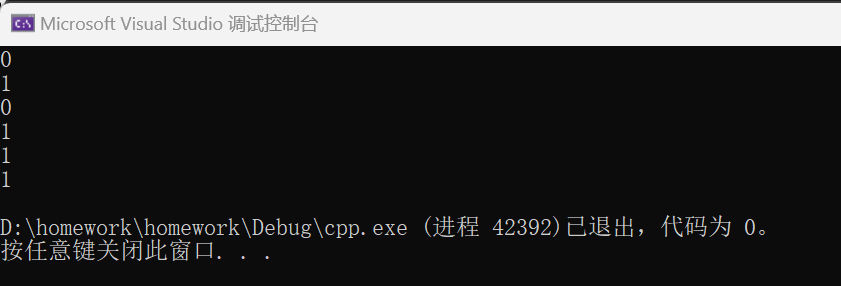 C:\
Microsoft Visual Studio 调试控制台
0
1
0
1
1
1
D:\homework\homework\Debug\cpp.exe (进程 42392)已退出，代码为 0。
按任意键关闭此窗口. . .